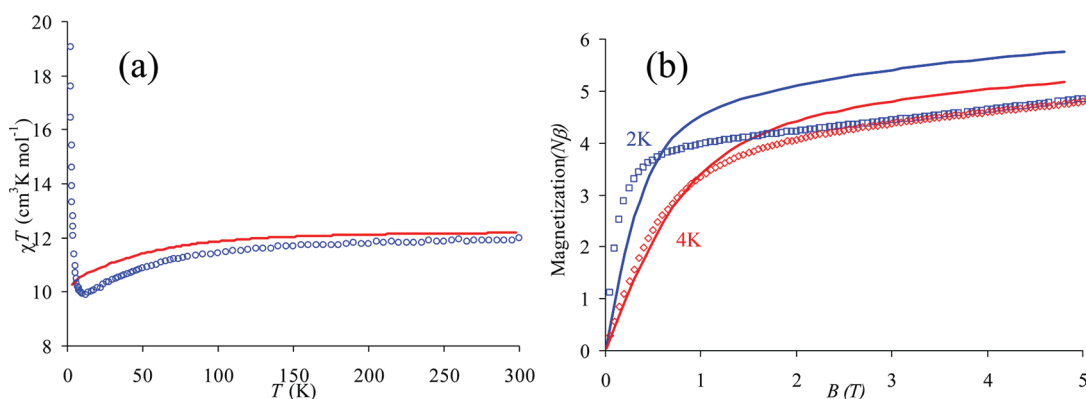 (a)
20
18
16
14
12
10
8
χT (cm³K mol⁻¹)
0 50 100 150 200 250 300
T (K)
(b)
6
5
4
3
2
1
0
Magnetization(Nβ)
2K
4K
0 1 2 3 4 5
B (T)